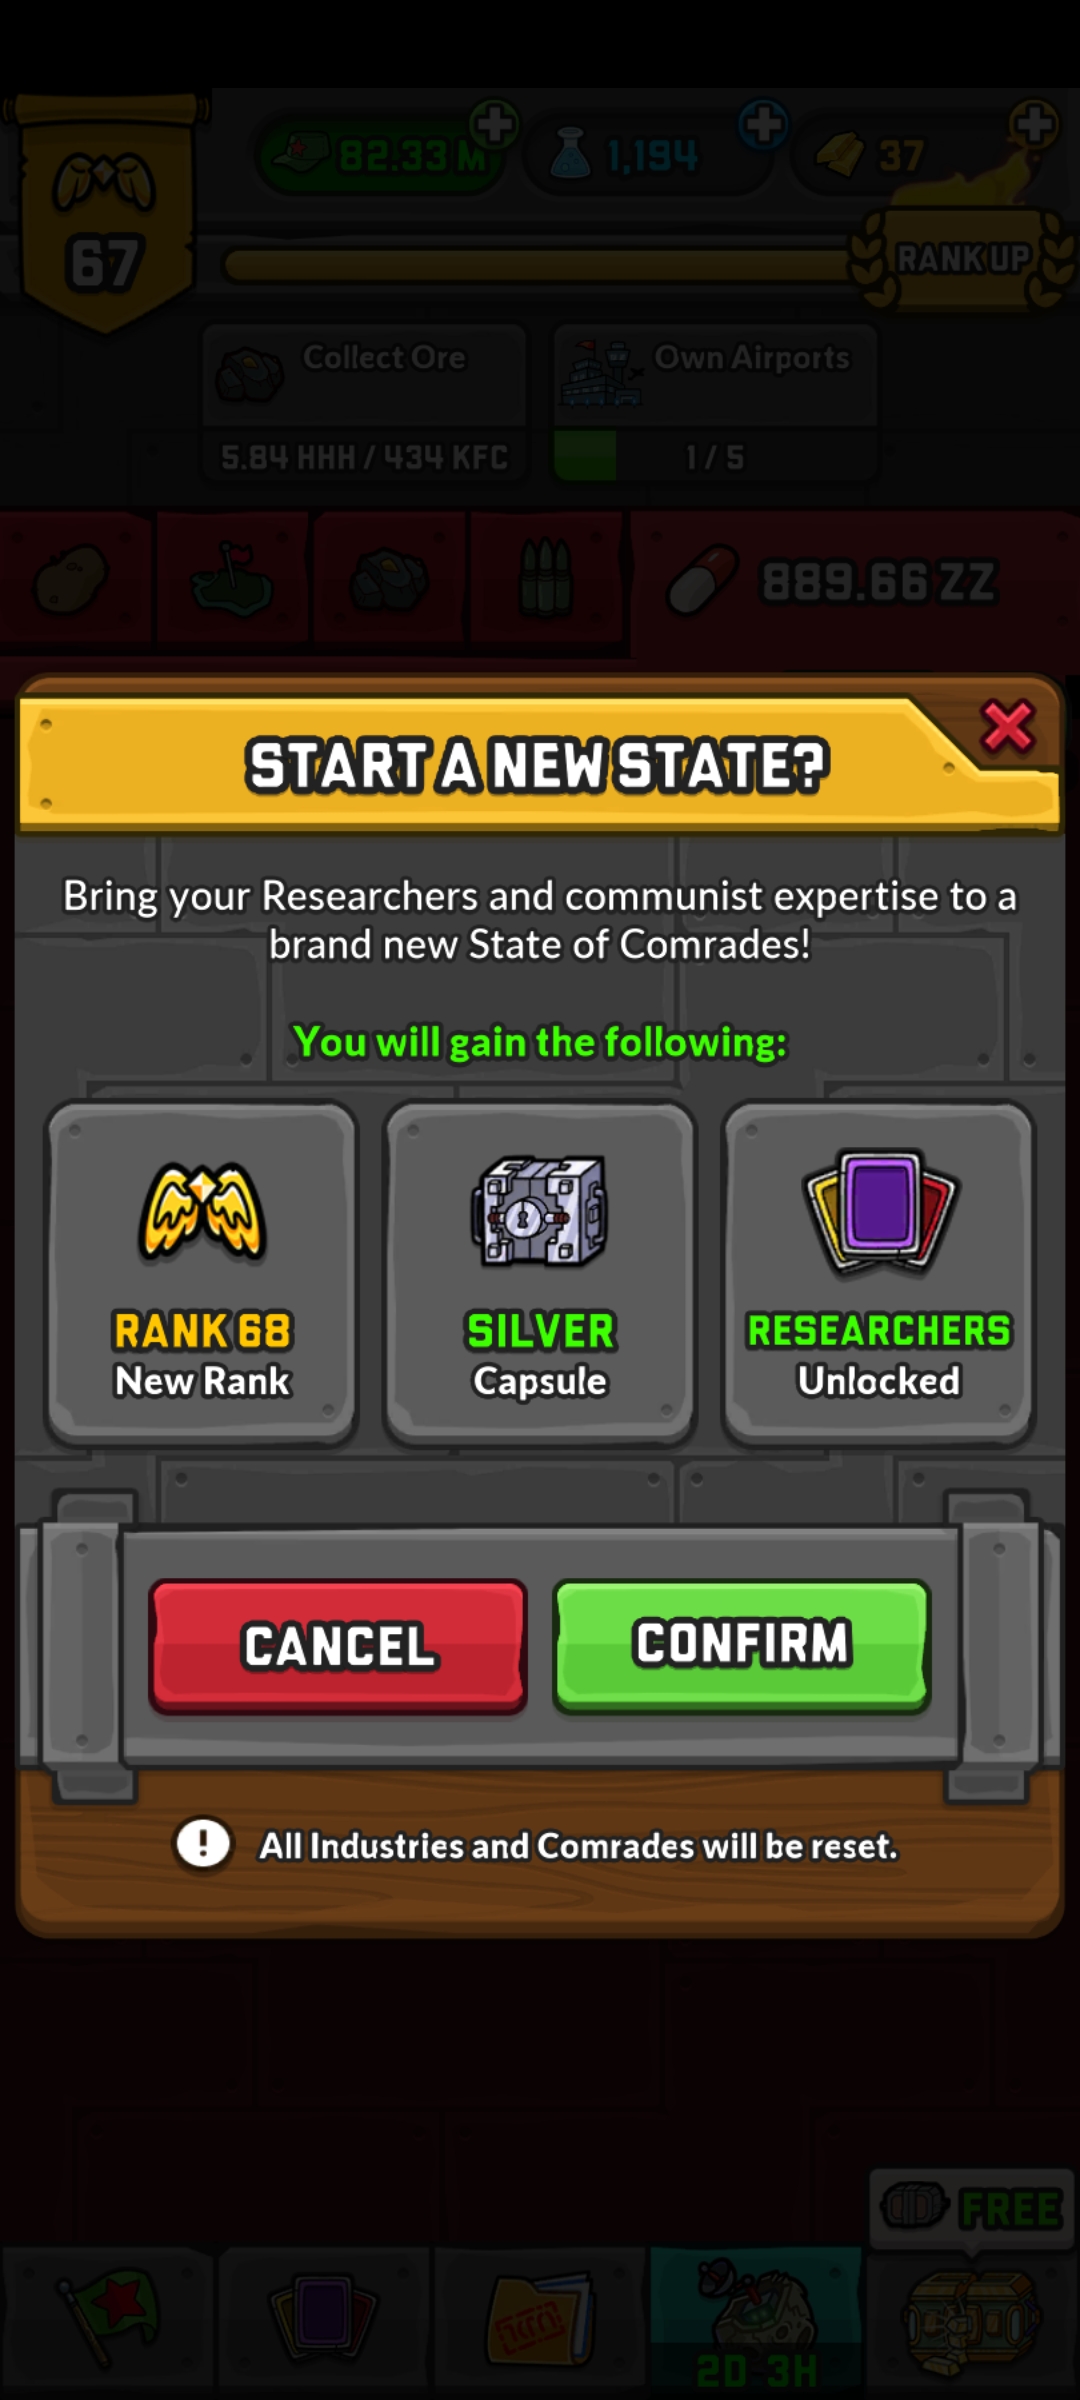 82.33 M
1,194
37
67
RANK UP
Collect Ore
Own Airports
5.84 HHH / 434 KFC
1 / 5
889.66 ZZ
START A NEW STATE?
Bring your Researchers and communist expertise to a
brand new State of Comrades!
You will gain the following:
RANK 68
New Rank
SILVER
Capsule
RESEARCHERS
Unlocked
CANCEL
CONFIRM
! All Industries and Comrades will be reset.
FREE
2D 3H